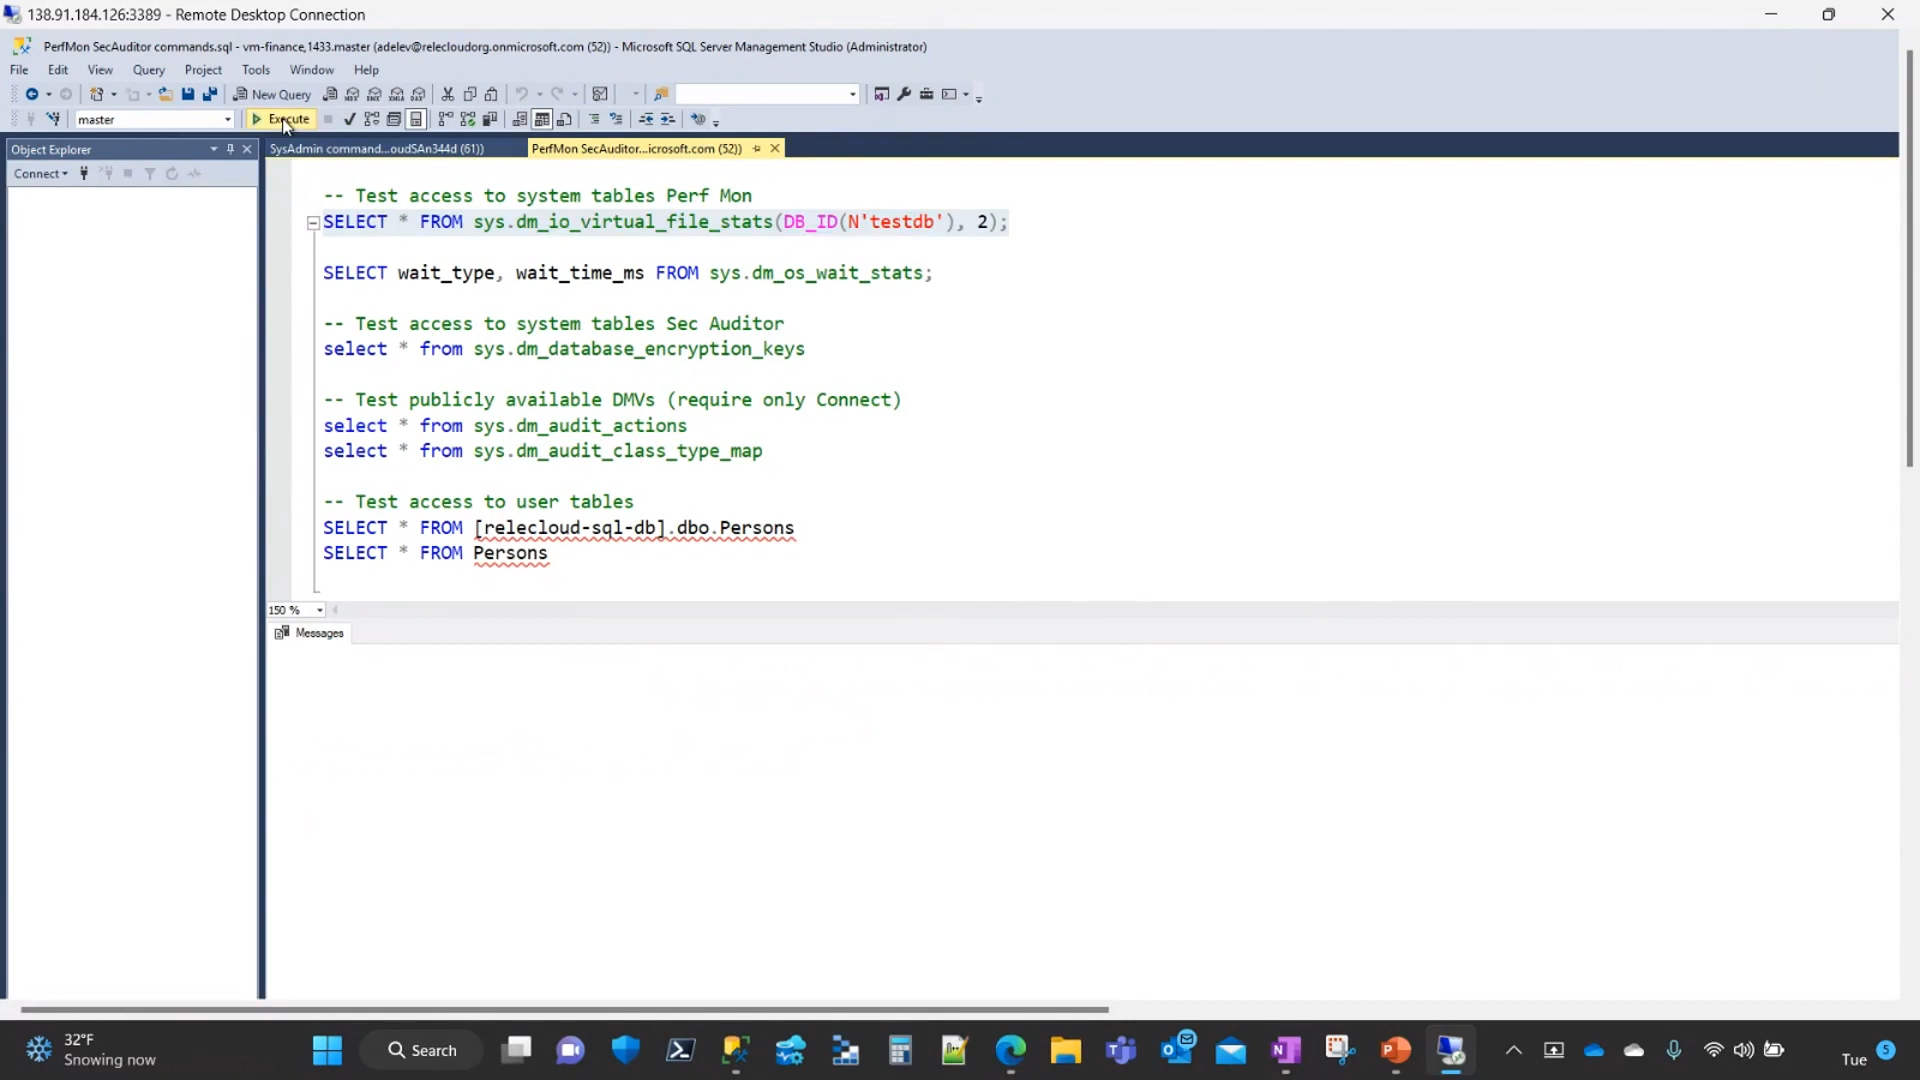 138.91.184.126:3389 - Remote Desktop Connection
PerfMon SecAuditor commands.sql - vm-finance,1433.master (adelev@relecloudorg.onmicrosoft.com (52)) - Microsoft SQL Server Management Studio (Administrator)
File Edit View Query Project Tools Window Help
New Query
master Execute
Object Explorer
SysAdmin command...oudSAn344d (61)) PerfMon SecAuditor...icrosoft.com (52))
Connect
-- Test access to system tables Perf Mon
SELECT * FROM sys.dm_io_virtual_file_stats(DB_ID(N'testdb'), 2);
SELECT wait_type, wait_time_ms FROM sys.dm_os_wait_stats;
-- Test access to system tables Sec Auditor
select * from sys.dm_database_encryption_keys
-- Test publicly available DMVs (require only Connect)
select * from sys.dm_audit_actions
select * from sys.dm_audit_class_type_map
-- Test access to user tables
SELECT * FROM [relecloud-sql-db].dbo.Persons
SELECT * FROM Persons
150 %
Messages
32°F
Snowing now
Search
Tue 5